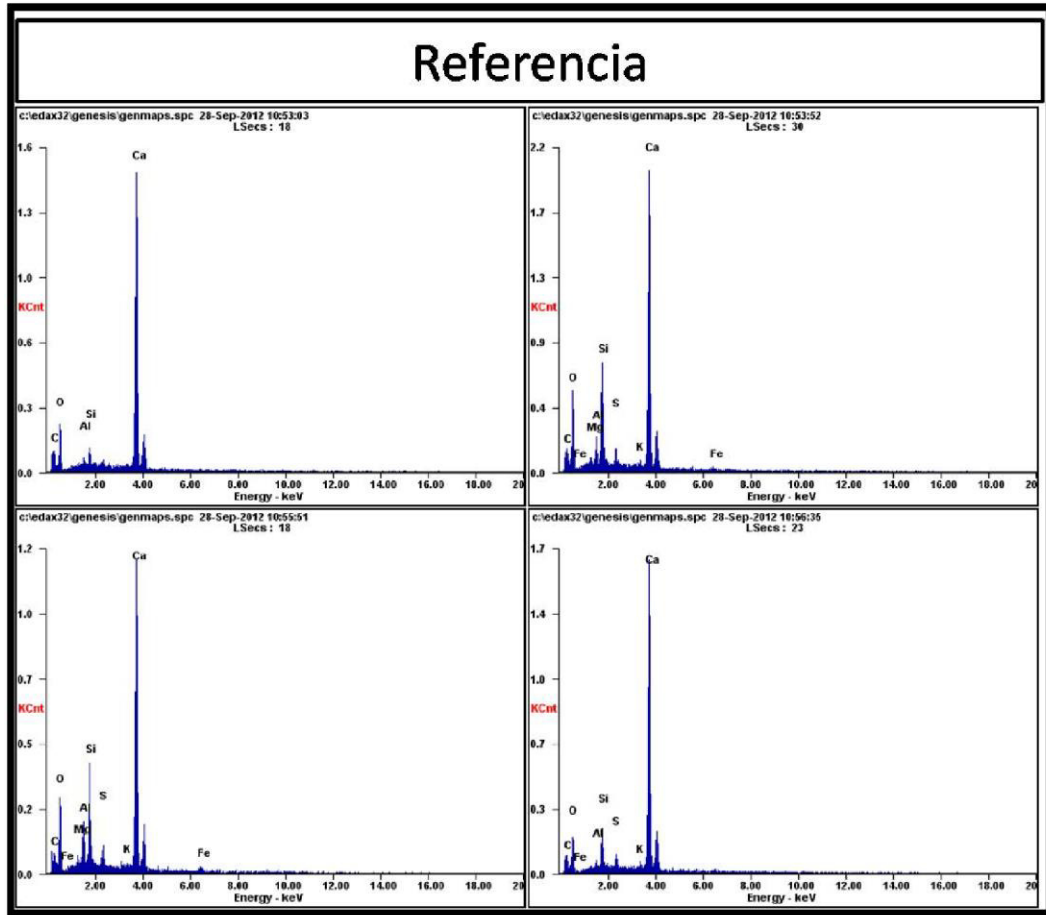 Referencia
c:\edax32\genesis\genmaps.spc 28-Sep-2012 10:53:03
LSecs : 18
1.6
Ca
1.3
1.0
KCnt
0.6
0.3
O
Si
Al
C
0.0
2.00 4.00 6.00 8.00 10.00 12.00 14.00 16.00 18.00 20
Energy - keV
c:\edax32\genesis\genmaps.spc 28-Sep-2012 10:53:52
LSecs : 30
2.2
Ca
1.7
1.3
KCnt
0.9
Si
O
0.4
S
A
Mg
C
Fe
K
Fe
0.0
2.00 4.00 6.00 8.00 10.00 12.00 14.00 16.00 18.00 20
Energy - keV
c:\edax32\genesis\genmaps.spc 28-Sep-2012 10:55:51
LSecs : 18
1.2
Ca
1.0
0.7
KCnt
0.5
Si
O
S
0.2
Al
Mg
C
Fe
K
Fe
0.0
2.00 4.00 6.00 8.00 10.00 12.00 14.00 16.00 18.00 20
Energy - keV
c:\edax32\genesis\genmaps.spc 28-Sep-2012 10:56:35
LSecs : 23
1.7
Ca
1.4
1.0
KCnt
0.7
Si
0.3
O
S
Al
C
Fe
K
0.0
2.00 4.00 6.00 8.00 10.00 12.00 14.00 16.00 18.00 20
Energy - keV